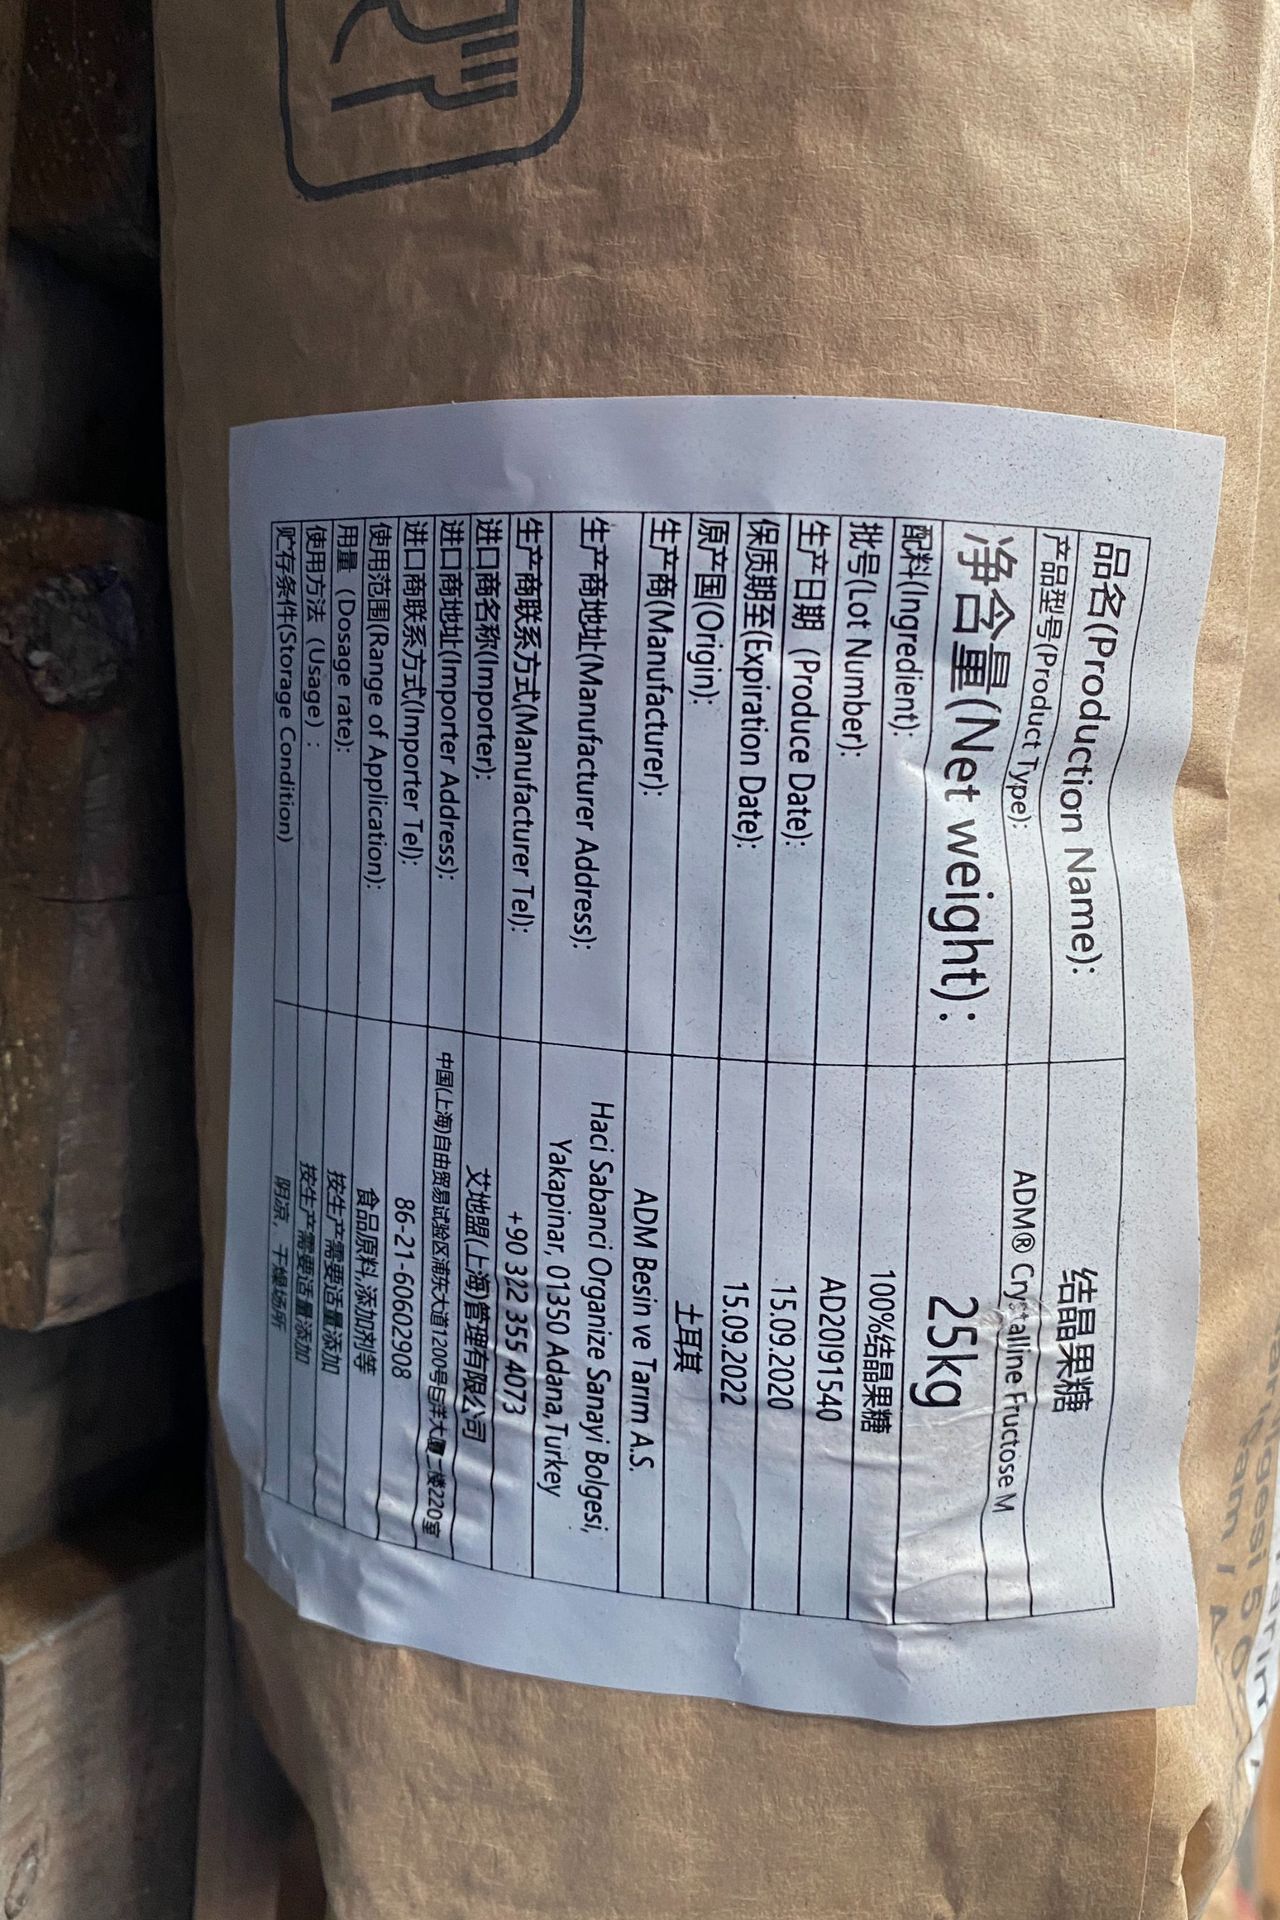 品名(Production Name): 结晶果糖
产品型号(Product Type): ADM® Crystalline Fructose M
净含量(Net weight): 25kg
配料(Ingredient): 100%结晶果糖
批号(Lot Number): AD20I91540
生产日期 (Produce Date): 15.09.2020
保质期至(Expiration Date): 15.09.2022
原产国(Origin): 土耳其
生产商(Manufacturer): ADM Besin ve Tarım A.S.
生产商地址(Manufacturer Address): Haci Sabanci Organize Sanayi Bolgesi,
Yakapinar, 01350 Adana,Turkey
生产商联系方式(Manufacturer Tel): +90 322 355 4073
进口商名称(Importer): 艾地盟(上海)管理有限公司
进口商地址(Importer Address): 中国(上海)自由贸易试验区浦东大道1200号巨洋大厦二楼220室
进口商联系方式(Importer Tel): 86-21-60602908
使用范围(Range of Application): 食品原料,添加剂等
用量 (Dosage rate): 按生产需要适量添加
使用方法 (Usage) : 按生产需要适量添加
贮存条件(Storage Condition) 阴凉, 干燥场所